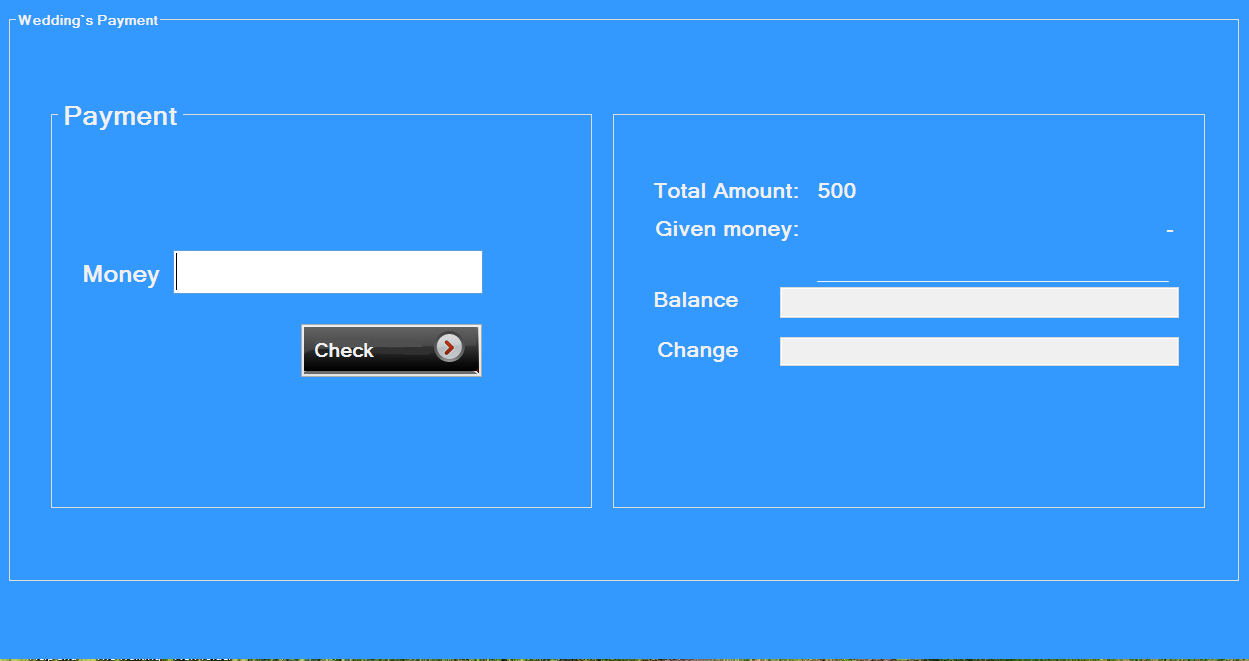 Wedding`s Payment
Payment
Money
Check
Total Amount: 500
Given money: -
Balance
Change